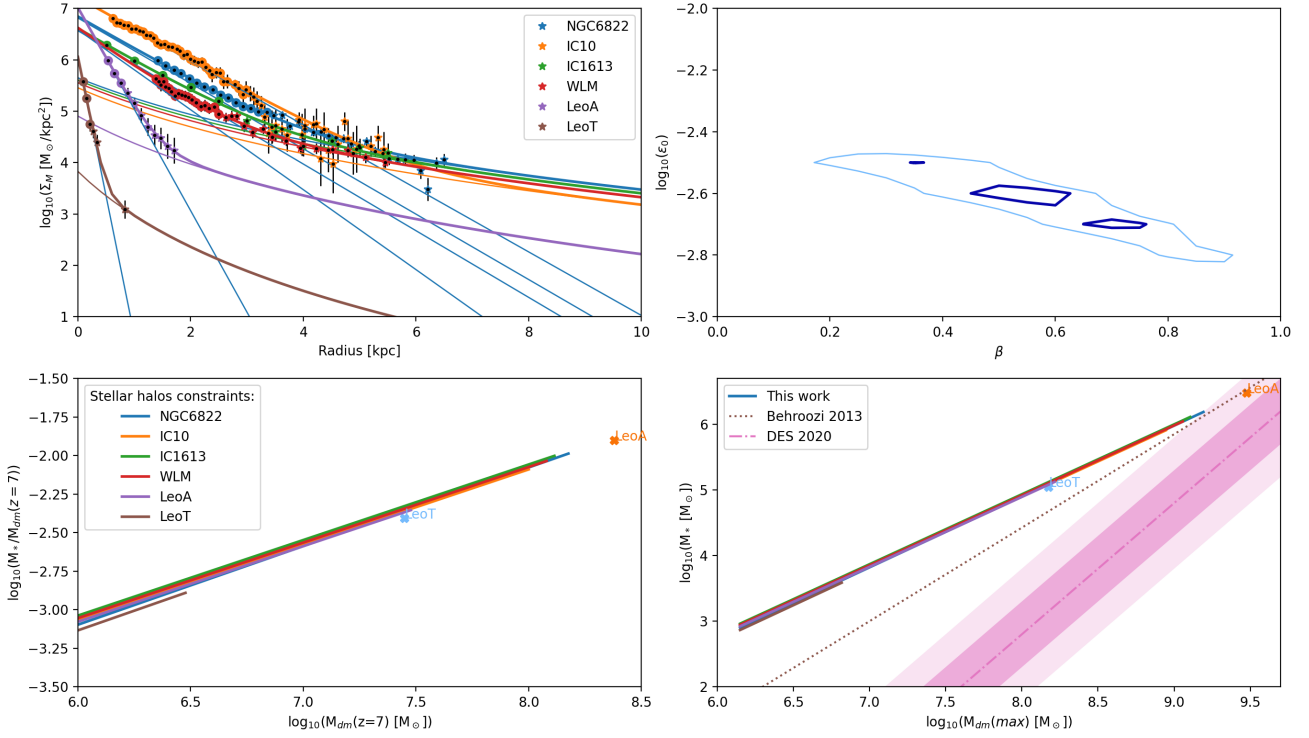 7
6
5
4
3
2
1
0
2
4
6
8
10
log₁₀(Σ_M [M⊙/kpc²])
Radius [kpc]
NGC6822
IC10
IC1613
WLM
LeoA
LeoT
−2.0
−2.2
−2.4
−2.6
−2.8
−3.0
0.0
0.2
0.4
0.6
0.8
1.0
log₁₀(ε₀)
β
−1.50
−1.75
−2.00
−2.25
−2.50
−2.75
−3.00
−3.25
−3.50
6.0
6.5
7.0
7.5
8.0
8.5
log₁₀(M*/M_dm(z = 7))
log₁₀(M_dm(z=7) [M⊙])
Stellar halos constraints:
NGC6822
IC10
IC1613
WLM
LeoA
LeoT
LeoA
LeoT
6
5
4
3
2
6.0
6.5
7.0
7.5
8.0
8.5
9.0
9.5
log₁₀(M* [M⊙])
log₁₀(M_dm(max) [M⊙])
This work
Behroozi 2013
DES 2020
LeoA
LeoT